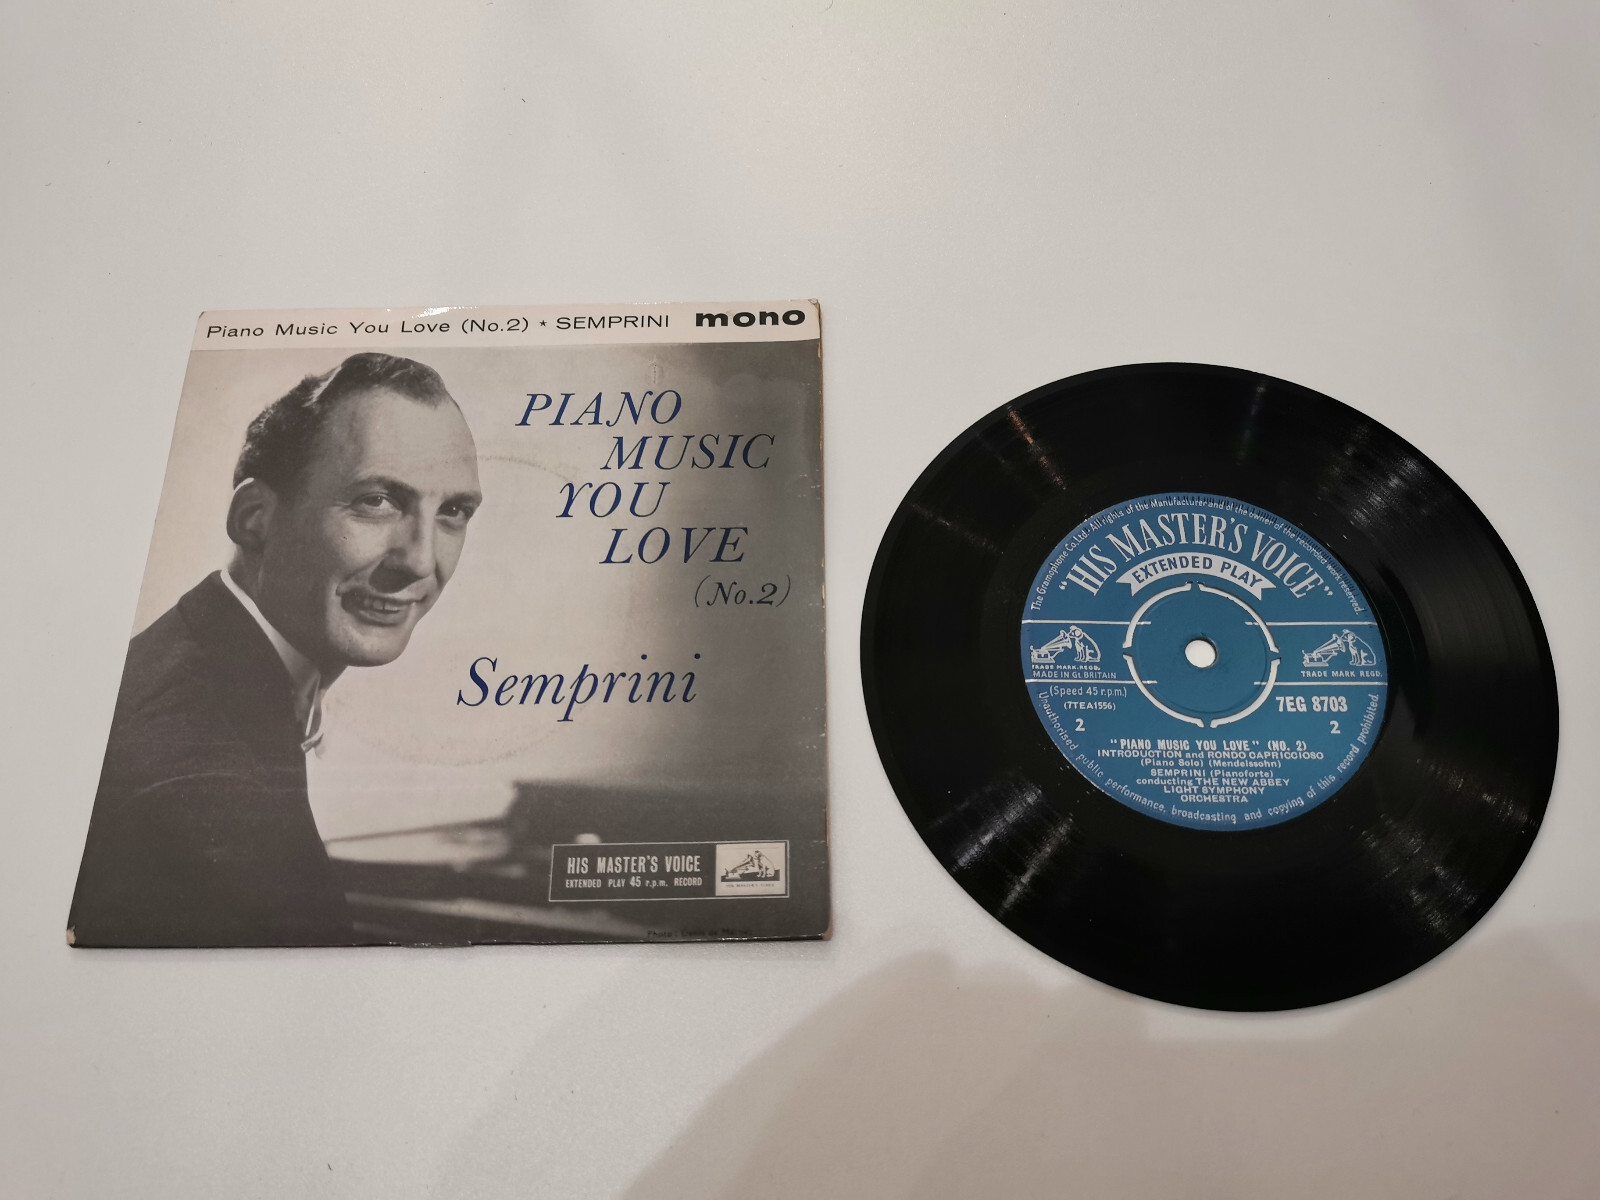 Piano Music You Love (No.2) ★ SEMPRINI mono
PIANO
MUSIC
YOU
LOVE
(No.2)
Semprini
HIS MASTER'S VOICE
EXTENDED PLAY 45 r.p.m. RECORD
Photo:
The Gramophone Co.Ltd. All rights of the Manufacturer and of the owner of the recorded work reserved.
"HIS MASTER'S VOICE"
EXTENDED PLAY
TRADE MARK. REGD.
TRADE MARK REGD.
MADE IN GT. BRITAIN
(Speed 45 r.p.m.)
7EG 8703
(7TEA1556)
2
2
"PIANO MUSIC YOU LOVE" (NO. 2)
INTRODUCTION and RONDO CAPRICCIOSO
(Piano Solo) (Mendelssohn)
SEMPRINI (Pianoforte)
conducting THE NEW ABBEY
LIGHT SYMPHONY
ORCHESTRA
Unauthorised public performance, broadcasting and copying of this record prohibited